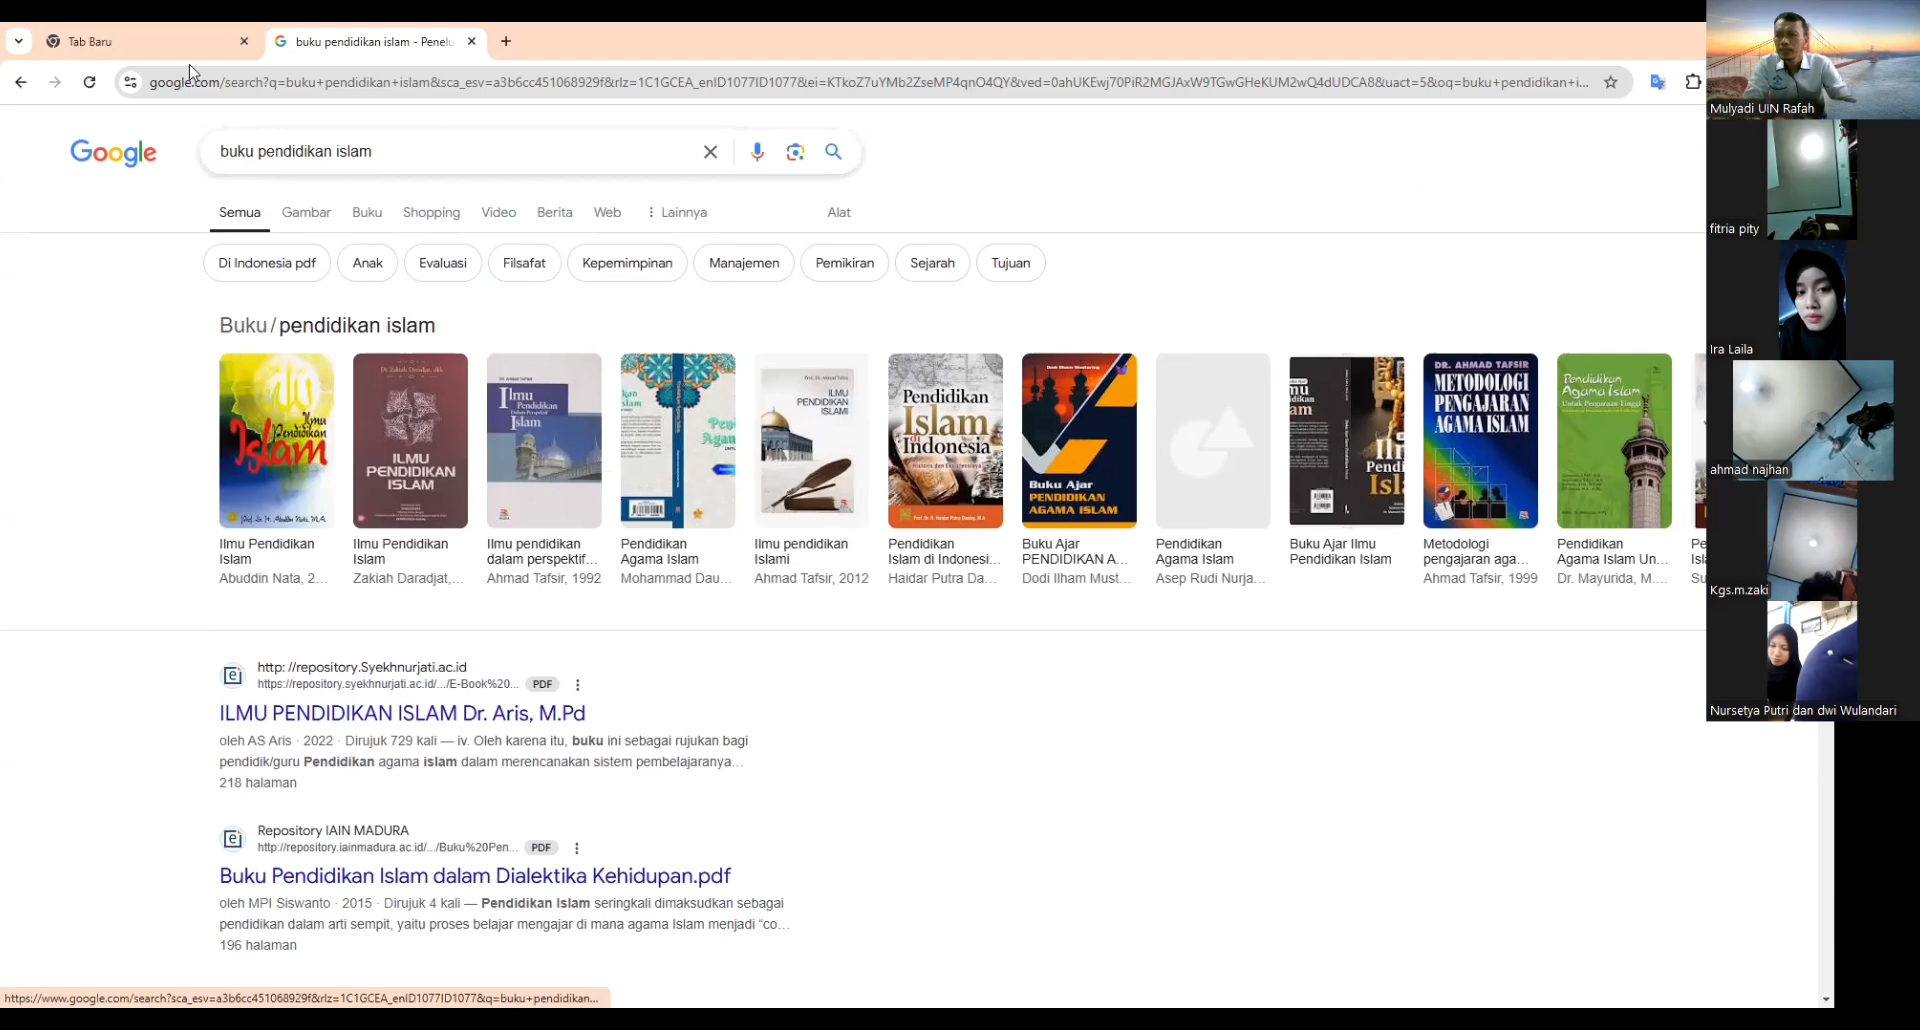 Tab Baru
buku pendidikan islam - Penelu
google.com/search?q=buku+pendidikan+islam&sca_esv=a3b6cc451068929f&rlz=1C1GCEA_enID1077ID1077&ei=KTkoZ7uYMb2ZseMP4qnO4QY&ved=0ahUKEwj70PiR2MGJAxW9TGwGHeKUM2wQ4dUDCA8&uact=5&oq=buku+pendidikan+i...
Google
buku pendidikan islam
Semua Gambar Buku Shopping Video Berita Web Lainnya Alat
Di Indonesia pdf Anak Evaluasi Filsafat Kepemimpinan Manajemen Pemikiran Sejarah Tujuan
Buku/pendidikan islam
Ilmu Pendidikan Islam
ILMU PENDIDIKAN ISLAM
Ilmu Pendidikan Islam
ILMU PENDIDIKAN ISLAMI
Pendidikan Islam di Indonesia
Buku Ajar PENDIDIKAN AGAMA ISLAM
DR. AHMAD TAFSIR METODOLOGI PENGAJARAN AGAMA ISLAM
Pendidikan Agama Islam
Ilmu Pendidikan Islam
Abuddin Nata, 2...
Ilmu Pendidikan Islam
Zakiah Daradjat,...
Ilmu pendidikan dalam perspektif...
Ahmad Tafsir, 1992
Pendidikan Agama Islam
Mohammad Dau...
Ilmu pendidikan Islami
Ahmad Tafsir, 2012
Pendidikan Islam di Indonesi...
Haidar Putra Da...
Buku Ajar PENDIDIKAN A...
Dodi Ilham Must...
Pendidikan Agama Islam
Asep Rudi Nurja...
Buku Ajar Ilmu Pendidikan Islam
Metodologi pengajaran aga...
Ahmad Tafsir, 1999
Pendidikan Agama Islam Un...
Dr. Mayurida, M....
http: //repository.Syekhnurjati.ac.id
https://repository.syekhnurjati.ac.id/.../E-Book%20... PDF
ILMU PENDIDIKAN ISLAM Dr. Aris, M.Pd
oleh AS Aris · 2022 · Dirujuk 729 kali — iv. Oleh karena itu, buku ini sebagai rujukan bagi
pendidik/guru Pendidikan agama islam dalam merencanakan sistem pembelajaranya...
218 halaman
Repository IAIN MADURA
http://repository.iainmadura.ac.id/.../Buku%20Pen... PDF
Buku Pendidikan Islam dalam Dialektika Kehidupan.pdf
oleh MPI Siswanto · 2015 · Dirujuk 4 kali — Pendidikan Islam seringkali dimaksudkan sebagai
pendidikan dalam arti sempit, yaitu proses belajar mengajar di mana agama Islam menjadi “co...
196 halaman
https://www.google.com/search?sca_esv=a3b6cc451068929f&rlz=1C1GCEA_enID1077ID1077&q=buku+pendidikan...
Mulyadi UIN Rafah
fitria pity
Ira Laila
ahmad najhan
Kgs.m.zaki
Nursetya Putri dan dwi Wulandari